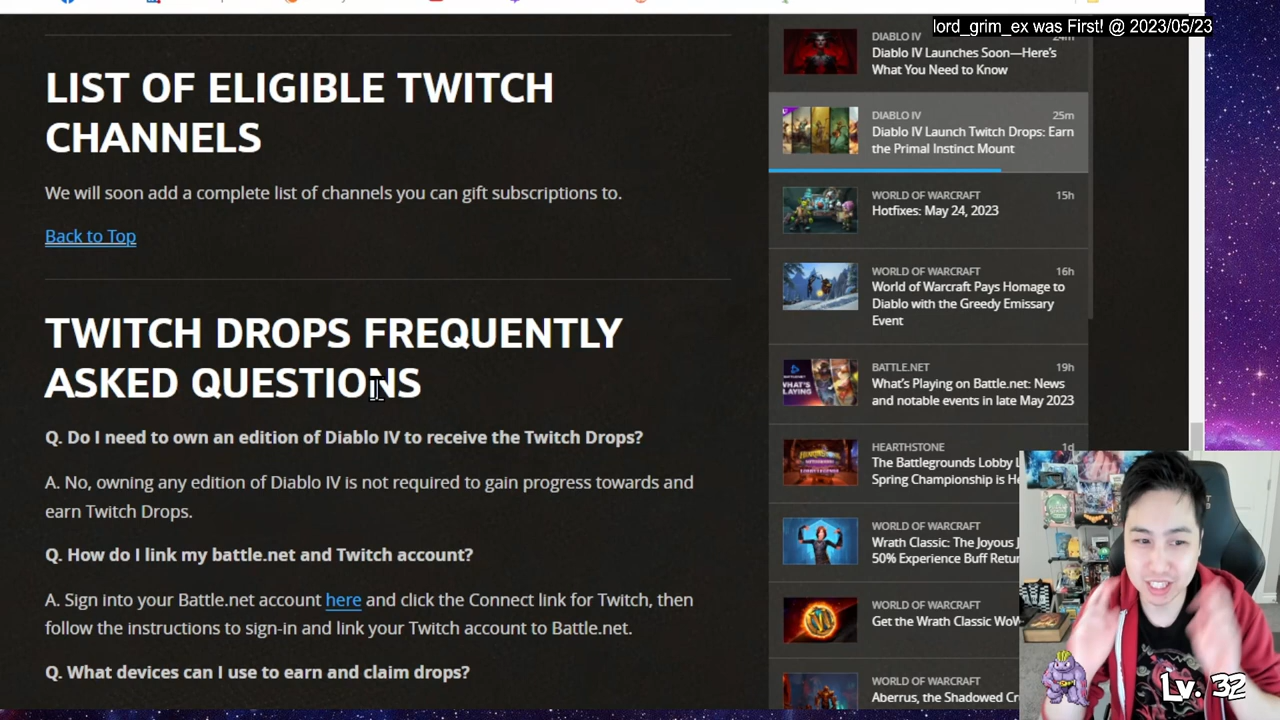 lord_grim_ex was First! @ 2023/05/23
LIST OF ELIGIBLE TWITCH
CHANNELS
We will soon add a complete list of channels you can gift subscriptions to.
Back to Top
TWITCH DROPS FREQUENTLY
ASKED QUESTIONS
Q. Do I need to own an edition of Diablo IV to receive the Twitch Drops?
A. No, owning any edition of Diablo IV is not required to gain progress towards and
earn Twitch Drops.
Q. How do I link my battle.net and Twitch account?
A. Sign into your Battle.net account here and click the Connect link for Twitch, then
follow the instructions to sign-in and link your Twitch account to Battle.net.
Q. What devices can I use to earn and claim drops?
DIABLO IV 24m
Diablo IV Launches Soon—Here's
What You Need to Know
DIABLO IV 25m
Diablo IV Launch Twitch Drops: Earn
the Primal Instinct Mount
WORLD OF WARCRAFT 15h
Hotfixes: May 24, 2023
WORLD OF WARCRAFT 16h
World of Warcraft Pays Homage to
Diablo with the Greedy Emissary
Event
BATTLE.NET 19h
WHAT'S
What's Playing on Battle.net: News
and notable events in late May 2023
HEARTHSTONE 1d
The Battlegrounds Lobby L
Spring Championship is He
WORLD OF WARCRAFT
Wrath Classic: The Joyous J
50% Experience Buff Retur
WORLD OF WARCRAFT
Get the Wrath Classic WoW
WORLD OF WARCRAFT
Aberrus, the Shadowed Cr
Lv. 32